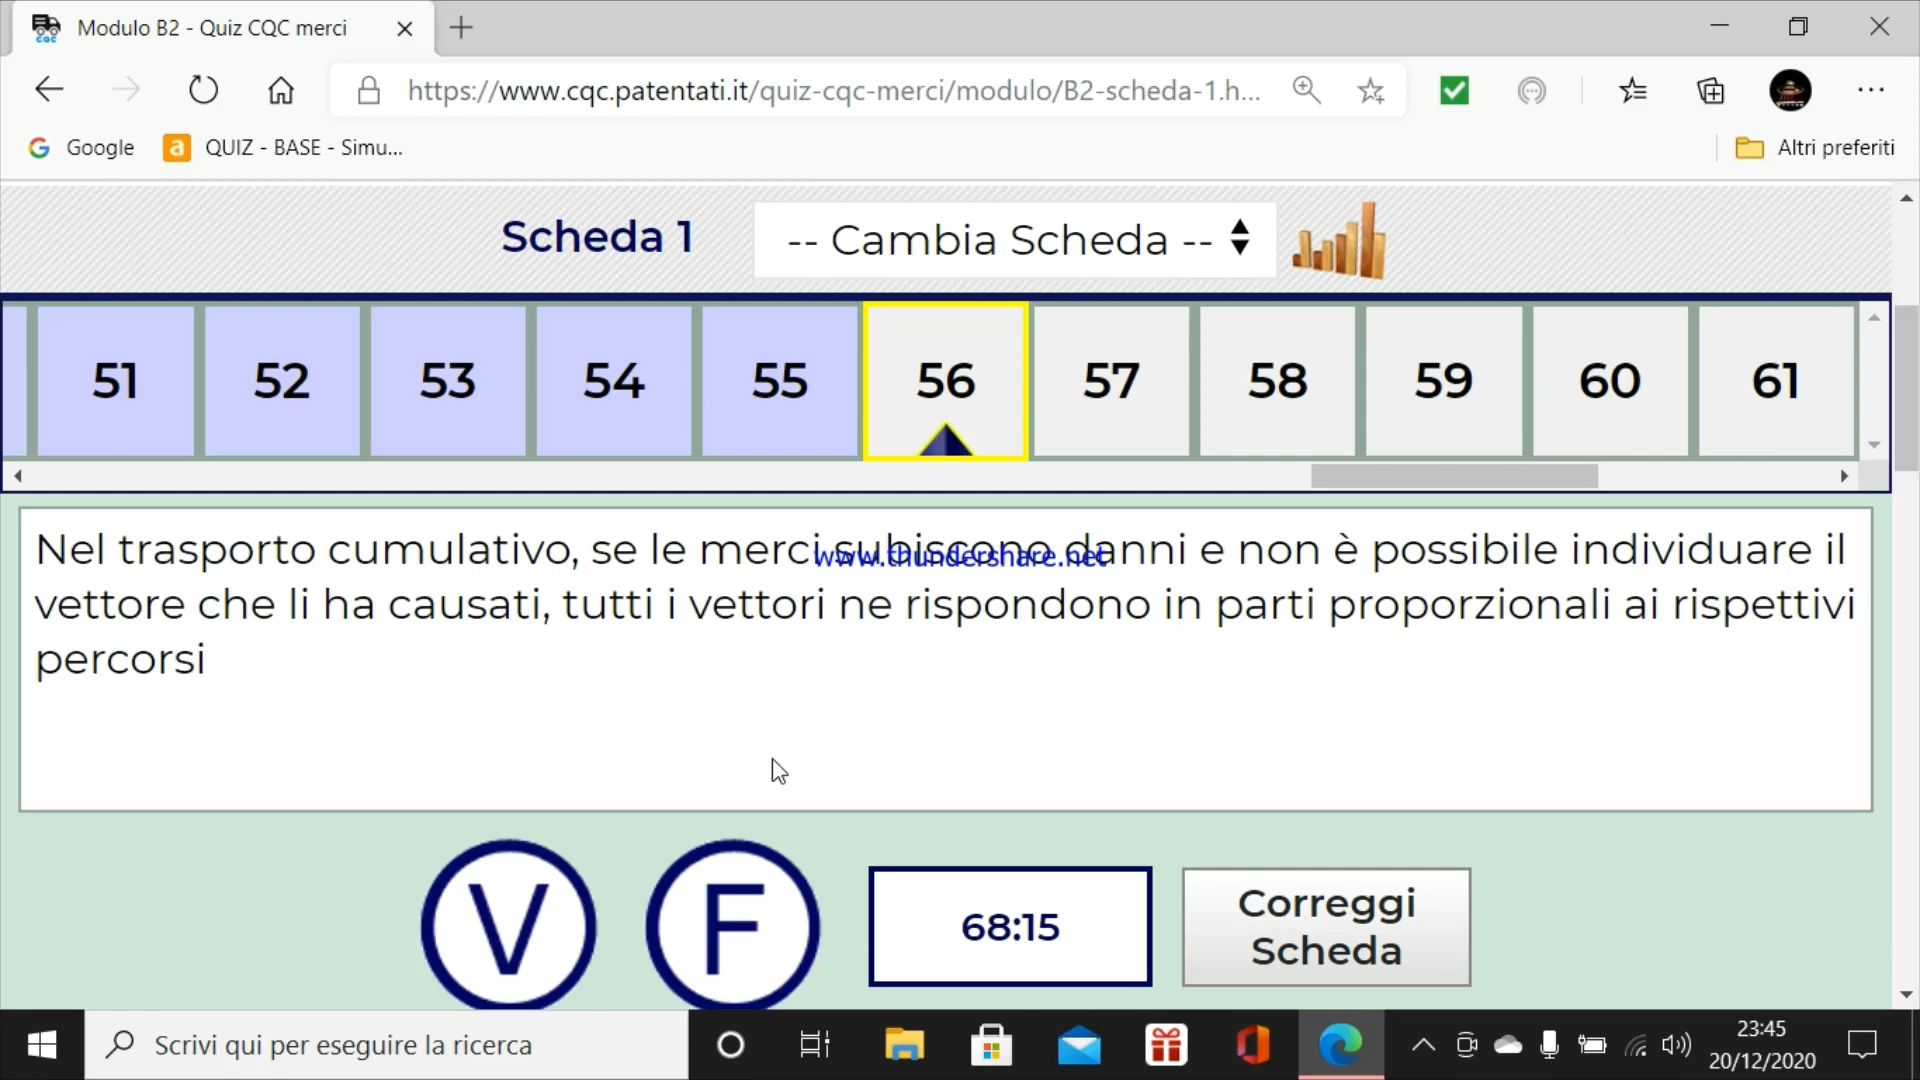 Modulo B2 - Quiz CQC merci
https://www.cqc.patentati.it/quiz-cqc-merci/modulo/B2-scheda-1.h...
Google
QUIZ - BASE - Simu...
Altri preferiti
Scheda 1
-- Cambia Scheda --
51 52 53 54 55 56 57 58 59 60 61
Nel trasporto cumulativo, se le merci subiscono danni e non è possibile individuare il
www.thundershare.net
vettore che li ha causati, tutti i vettori ne rispondono in parti proporzionali ai rispettivi
percorsi
V F
68:15
Correggi
Scheda
Scrivi qui per eseguire la ricerca
23:45
20/12/2020